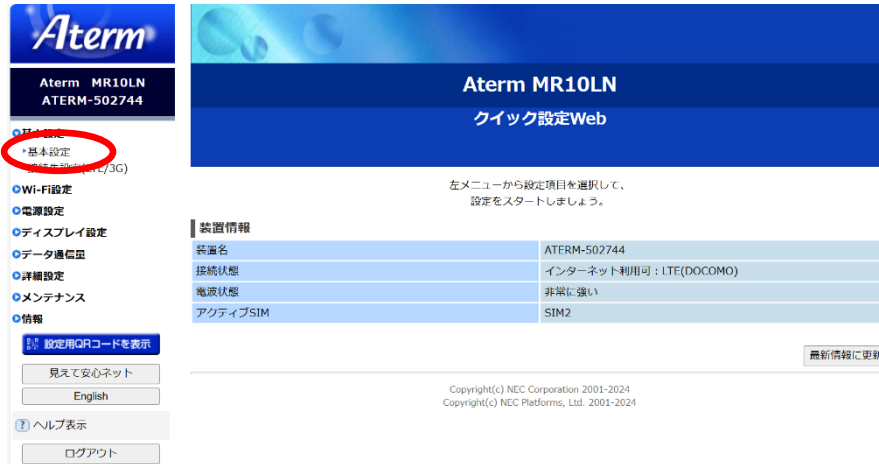 Aterm
Aterm MR10LN
ATERM-502744
基本設定
基本設定
接続先設定(LTE/3G)
Wi-Fi設定
電源設定
ディスプレイ設定
データ通信量
詳細設定
メンテナンス
情報
設定用QRコードを表示
見えて安心ネット
English
? ヘルプ表示
ログアウト
Aterm MR10LN
クイック設定Web
左メニューから設定項目を選択して、
設定をスタートしましょう。
装置情報
装置名 ATERM-502744
接続状態 インターネット利用可：LTE(DOCOMO)
電波状態 非常に強い
アクティブSIM SIM2
最新情報に更新
Copyright(c) NEC Corporation 2001-2024
Copyright(c) NEC Platforms, Ltd. 2001-2024